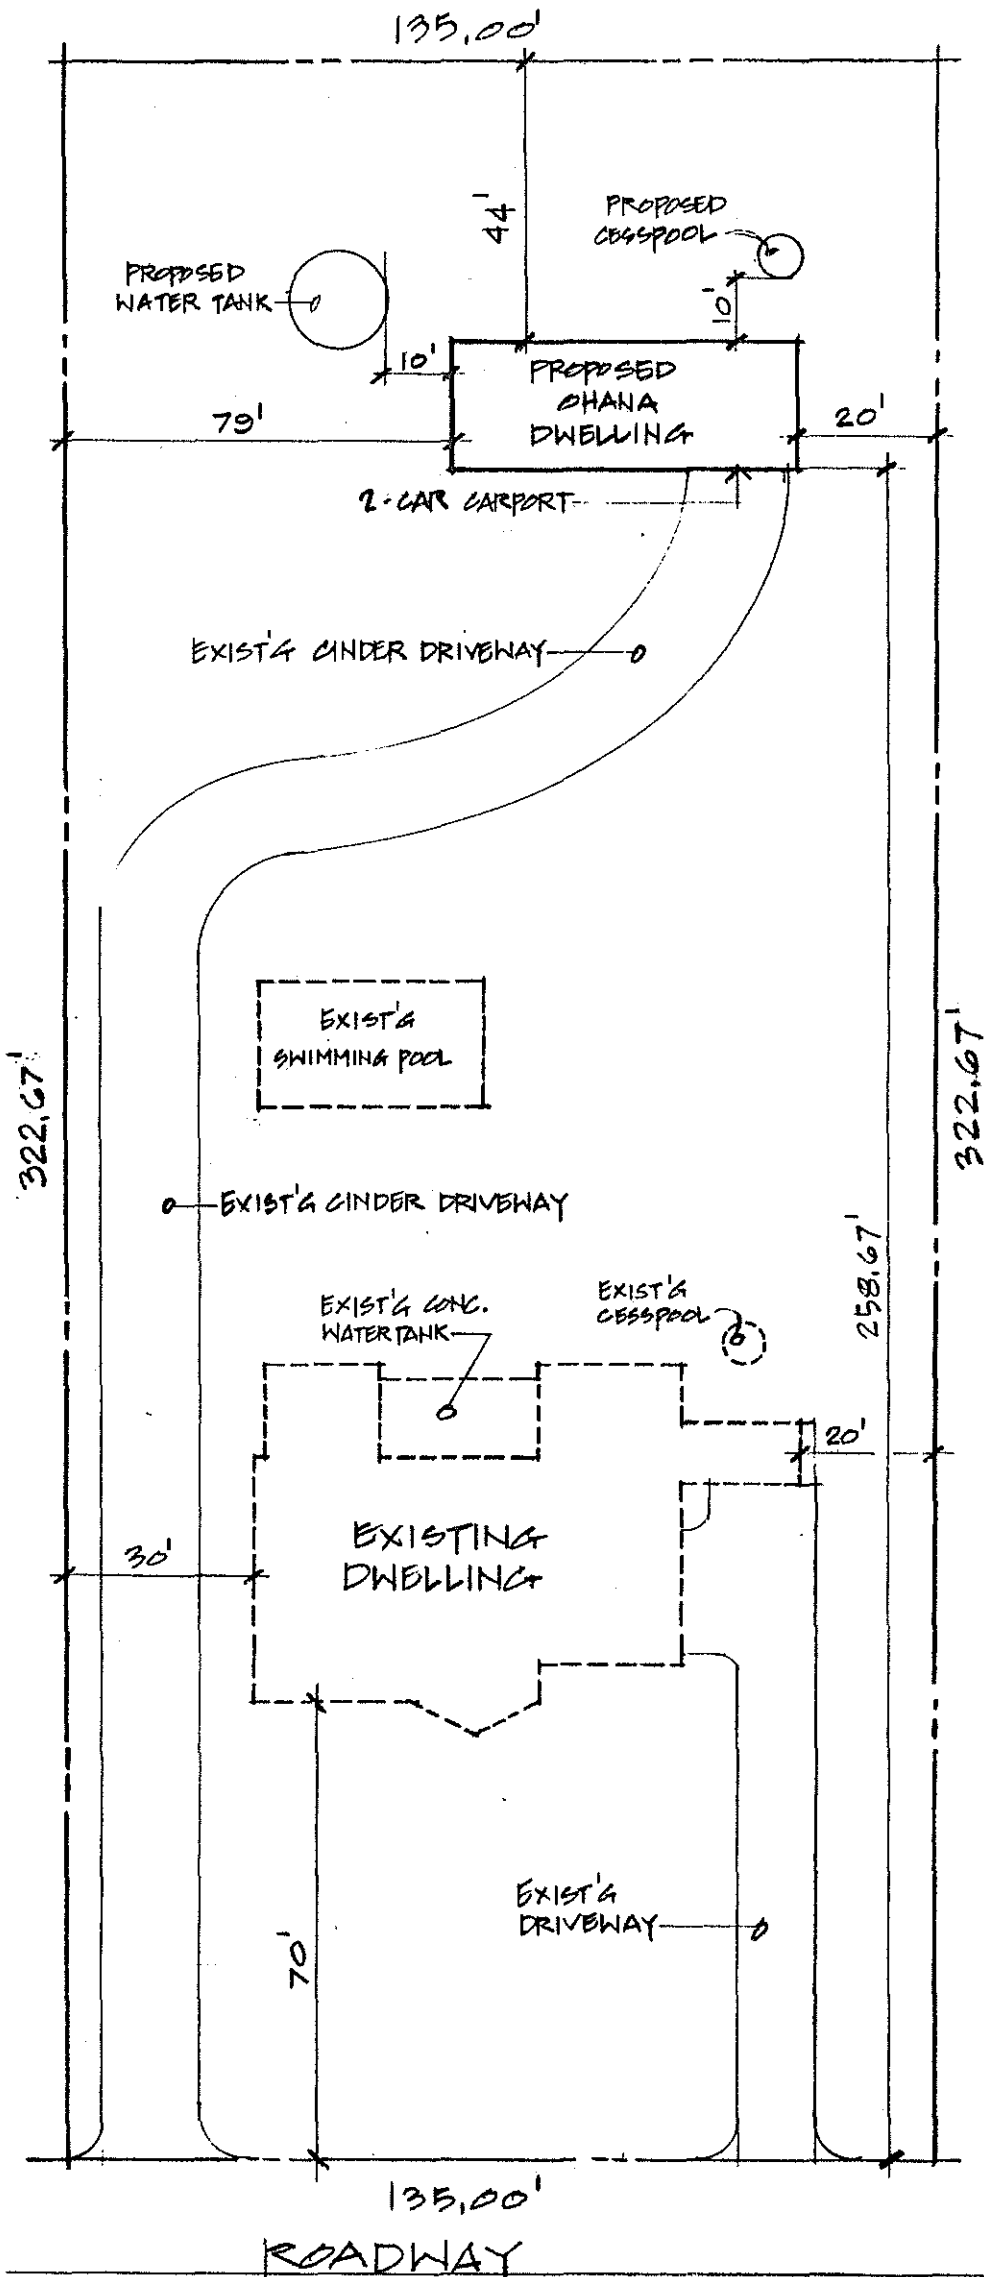 135.00'
44'
PROPOSED
CESSPOOL
PROPOSED
WATER TANK
10'
10'
PROPOSED
OHANA
DWELLING
79'
20'
2-CAR CARPORT
EXIST'G CINDER DRIVEWAY
EXIST'G
SWIMMING POOL
322.67'
322.67'
EXIST'G CINDER DRIVEWAY
258.67'
EXIST'G CONC.
WATER TANK
EXIST'G
CESSPOOL
20'
EXISTING
DWELLING
30'
70'
EXIST'G
DRIVEWAY
135.00'
ROADWAY